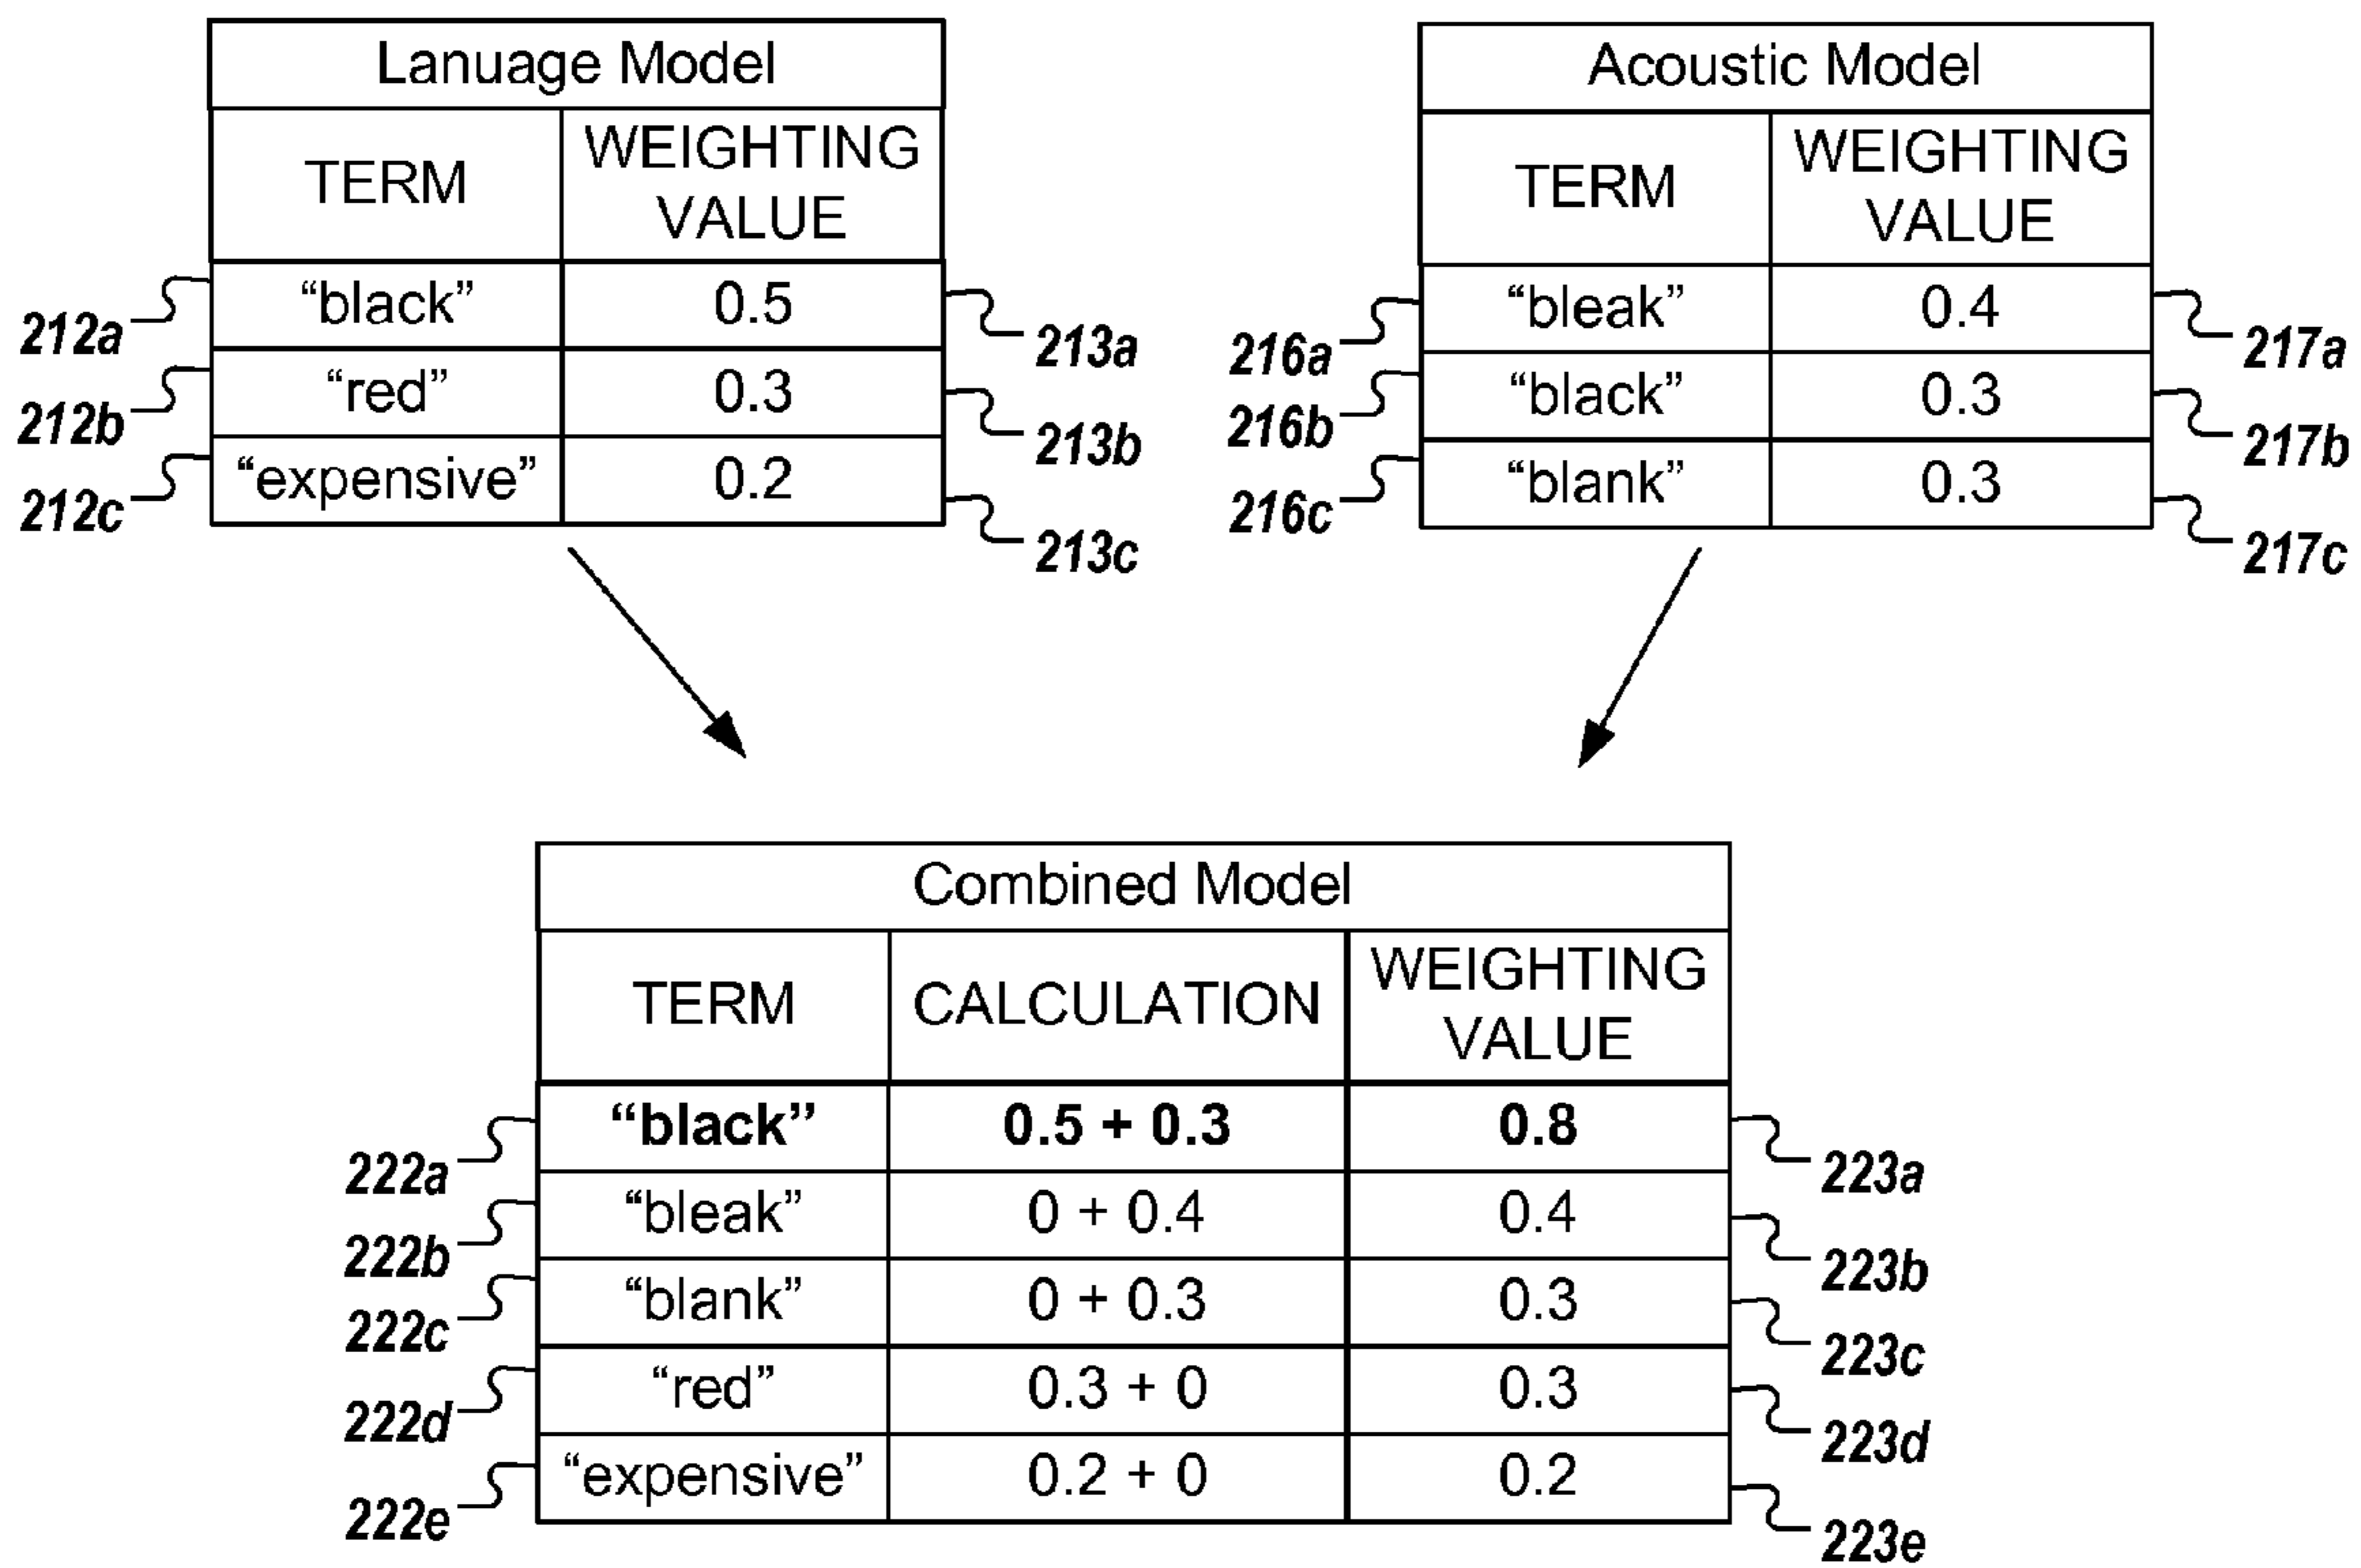 Lanuage Model
TERM WEIGHTING VALUE
212a “black” 0.5 213a
212b “red” 0.3 213b
212c “expensive” 0.2 213c
Acoustic Model
TERM WEIGHTING VALUE
216a “bleak” 0.4 217a
216b “black” 0.3 217b
216c “blank” 0.3 217c
Combined Model
TERM CALCULATION WEIGHTING VALUE
222a “black” 0.5 + 0.3 0.8 223a
222b “bleak” 0 + 0.4 0.4 223b
222c “blank” 0 + 0.3 0.3 223c
222d “red” 0.3 + 0 0.3 223d
222e “expensive” 0.2 + 0 0.2 223e